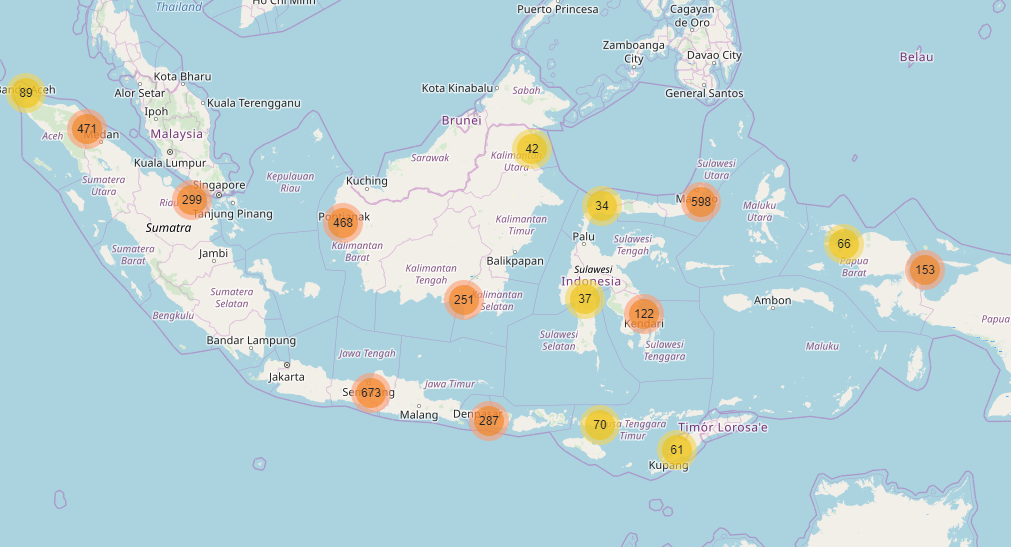 Ho Chi Minh
Thailand
Puerto Princesa
Cagayan
de Oro
Zamboanga
City
Davao City
Belau
Kota Bharu
Kota Kinabalu
Sabah
General Santos
89
Alor Setar
Kuala Terengganu
Ipoh
Brunei
471
Aceh
Malaysia
42
Kuala Lumpur
Sarawak
Utara
Sulawesi
Utara
Sumatera
Utara
Kepulauan
Riau
Kuching
Singapore
299
Riau
Tanjung Pinang
468
34
598
Maluku
Utara
Sumatra
Kalimantan
Timur
Kalimantan
Barat
Palu
Sulawesi
Tengah
66
Papua
Barat
Sumatera
Barat
Jambi
Balikpapan
Kalimantan
Tengah
Sulawesi
Indonesia
153
Sumatera
Selatan
251
Kalimantan
Selatan
37
Ambon
Bengkulu
122
Kendari
Papua
Bandar Lampung
Sulawesi
Selatan
Sulawesi
Tenggara
Maluku
Jawa Tengah
Jakarta
Jawa Timur
673
Malang
287
70
Tenggara
Timur
Timór Lorosa'e
61
Kupang